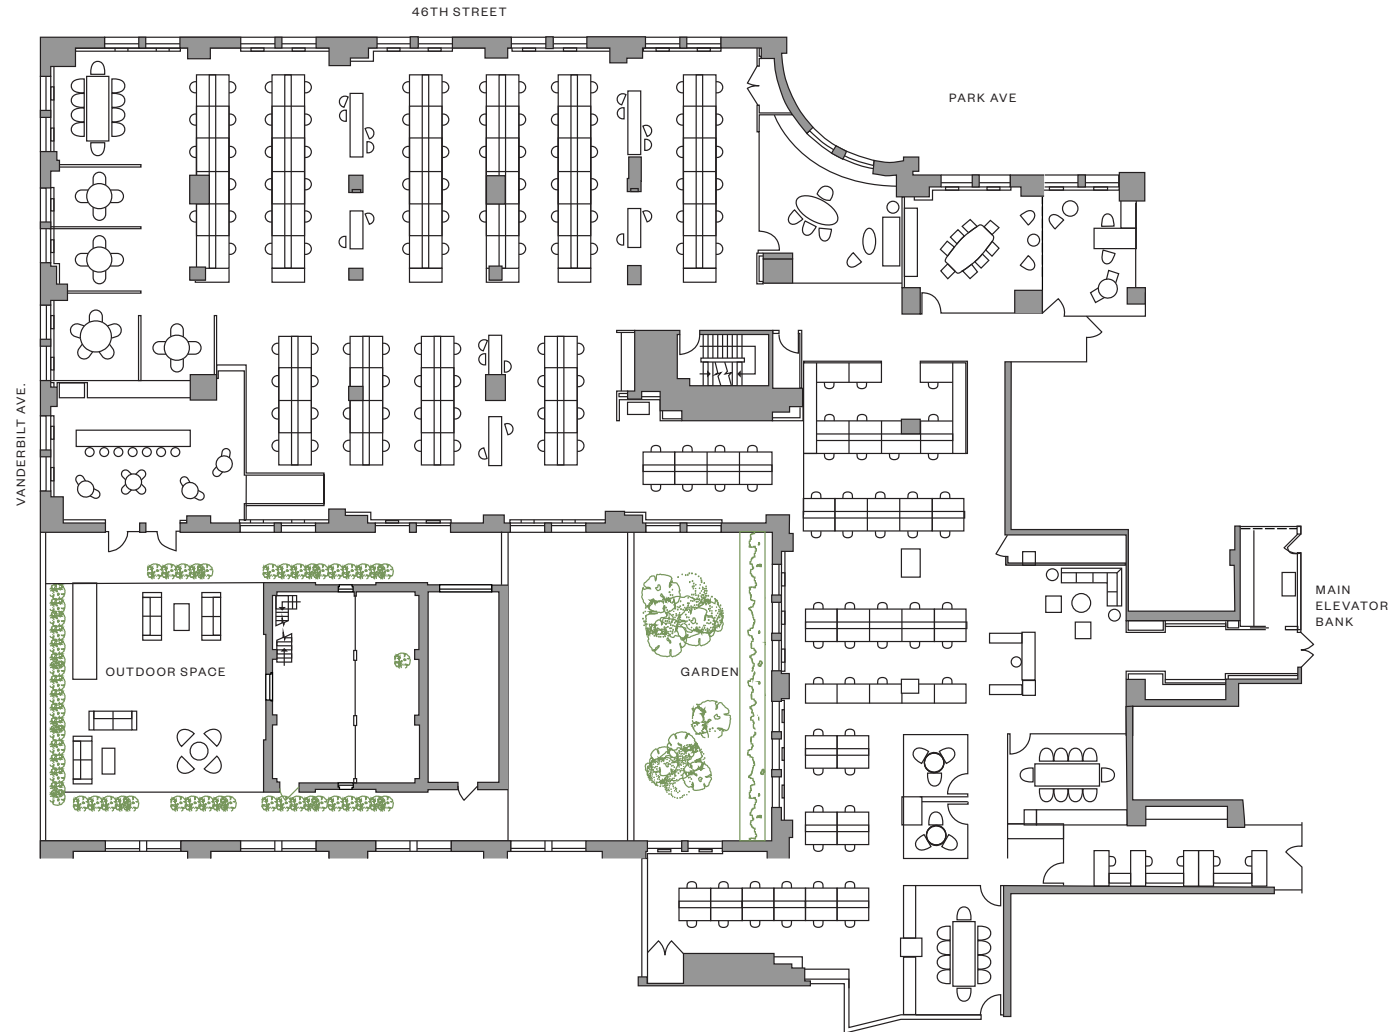 46TH STREET
PARK AVE
VANDERBILT AVE.
MAIN
ELEVATOR
BANK
OUTDOOR SPACE
GARDEN